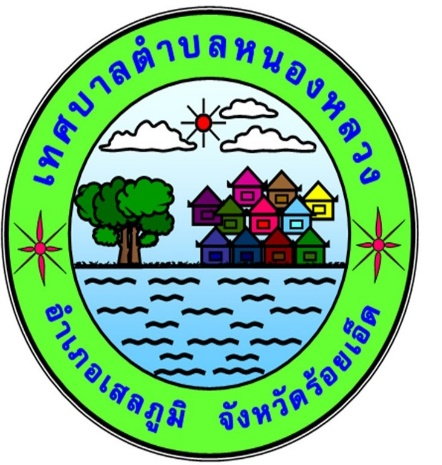 เทศบาลตำบลหนองหลวง
อำเภอเสลภูมิ จังหวัดร้อยเอ็ด